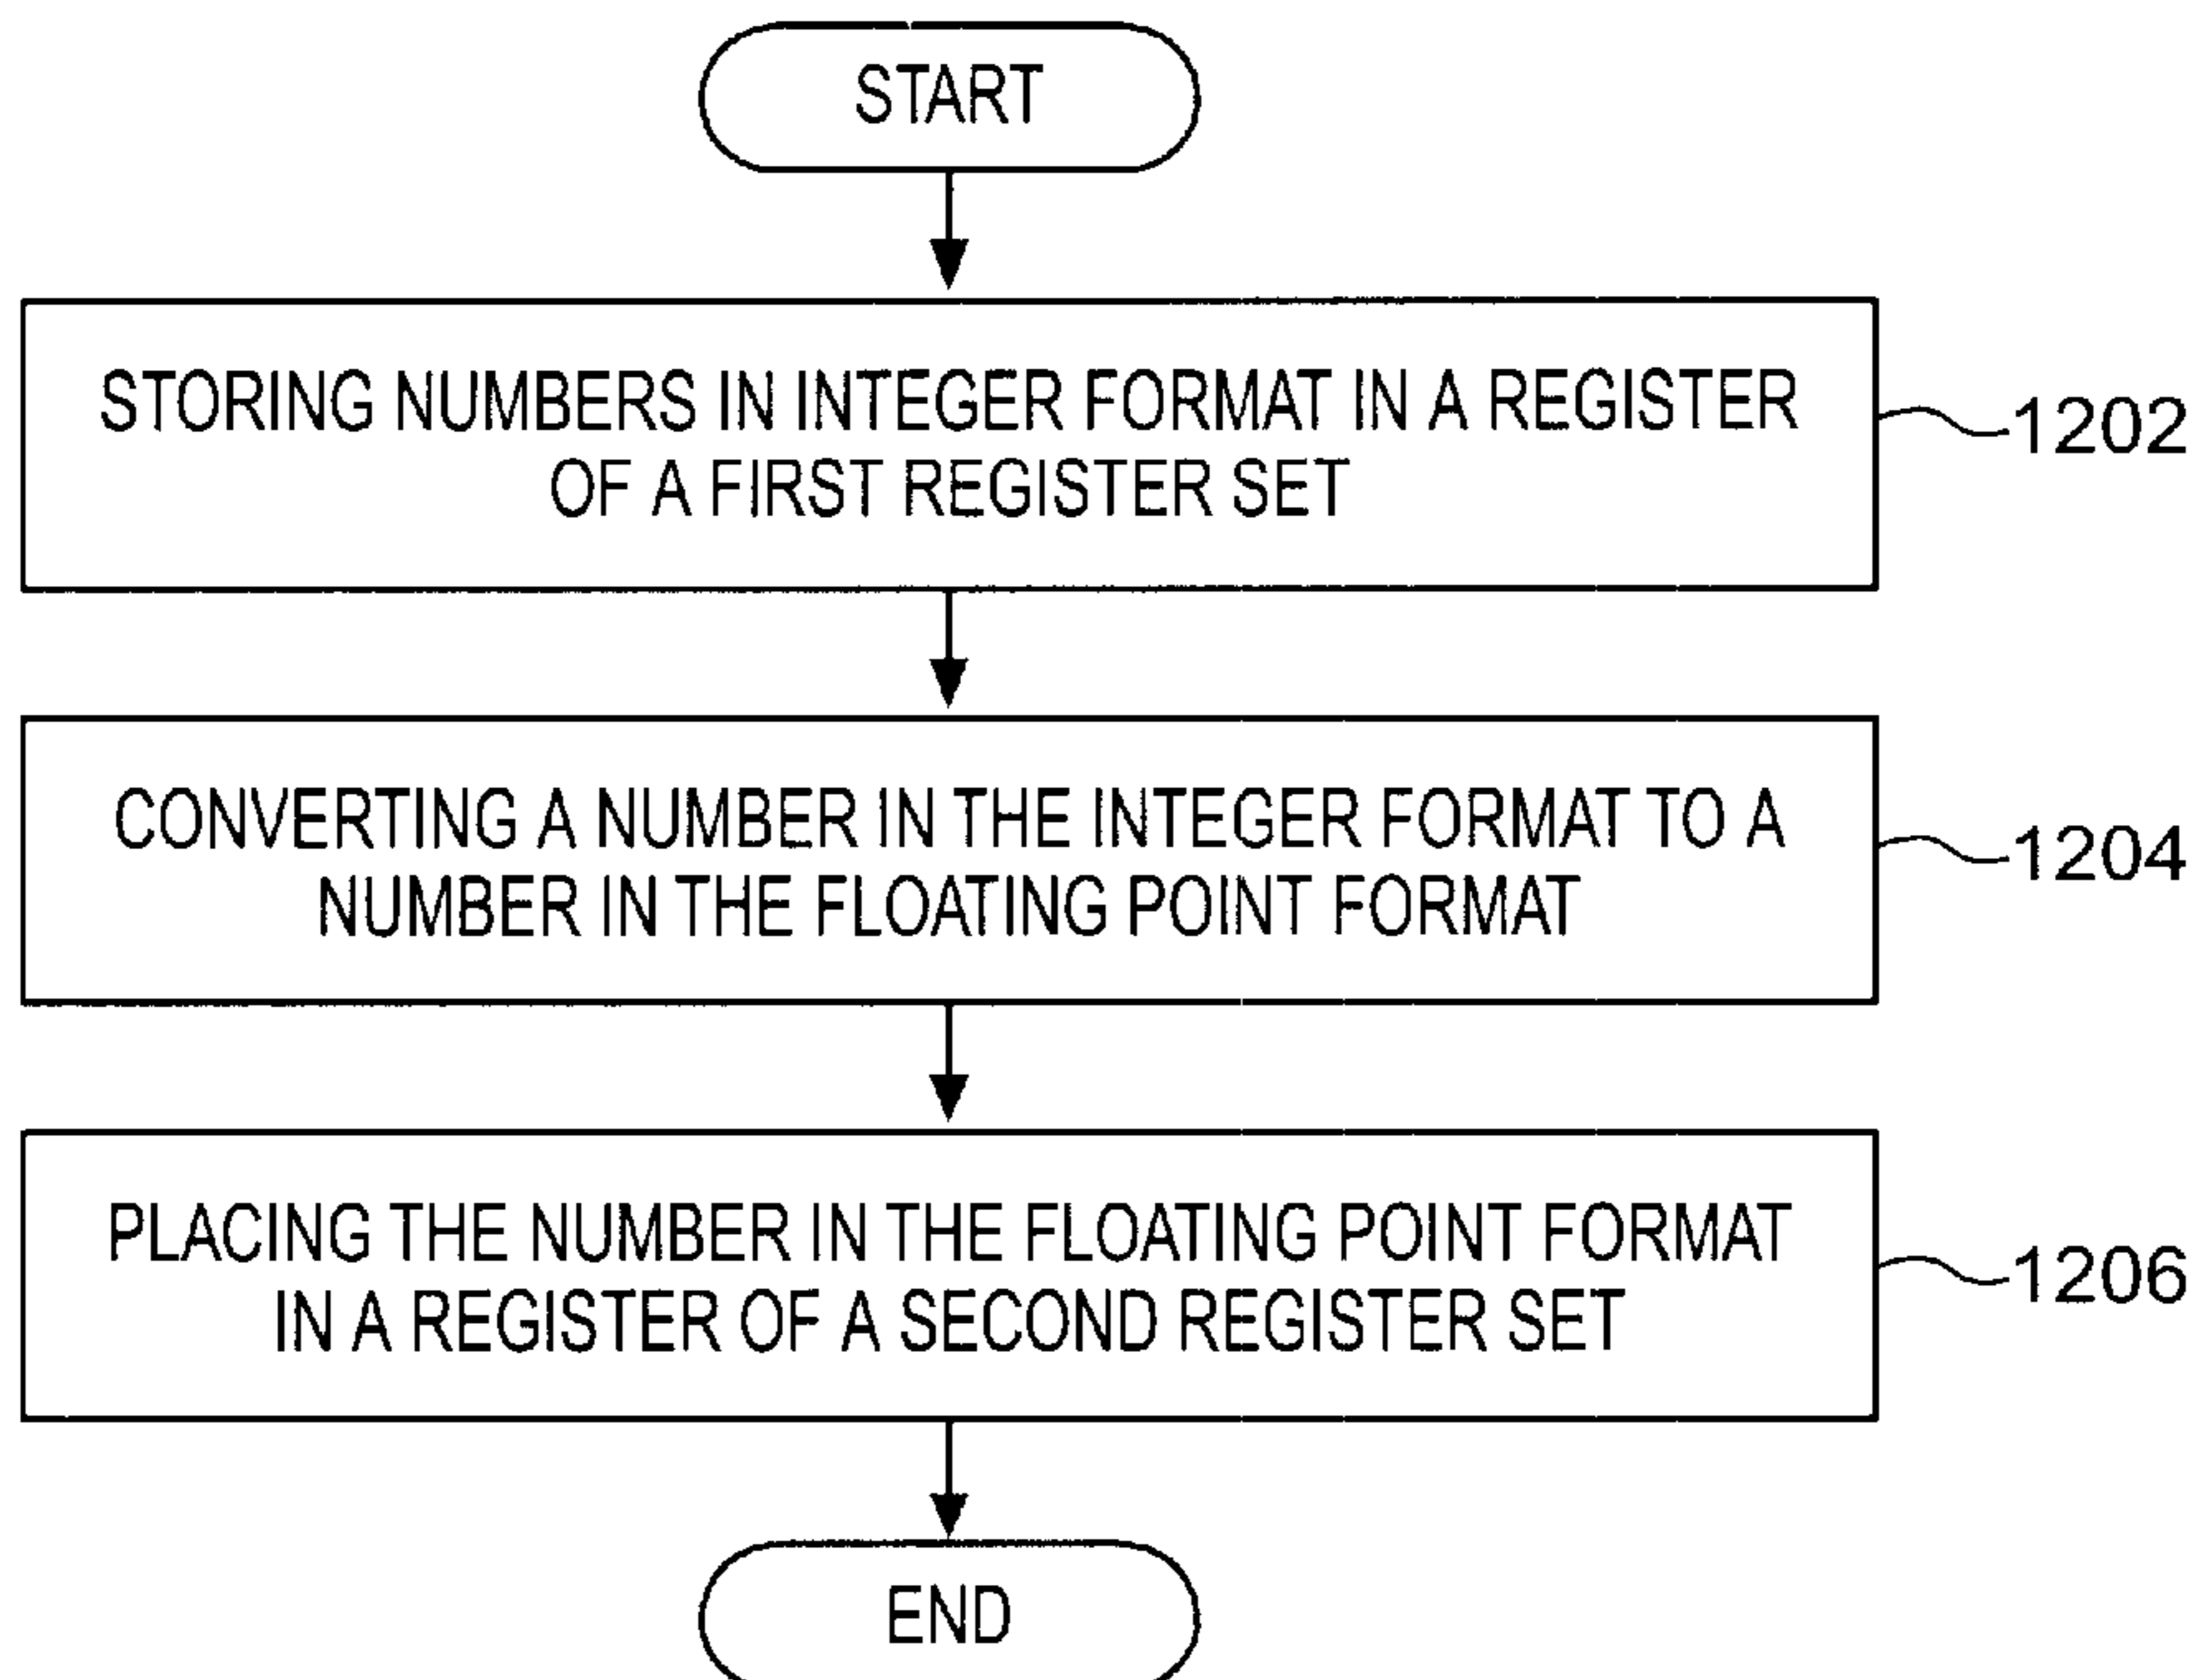 START
STORING NUMBERS IN INTEGER FORMAT IN A REGISTER
OF A FIRST REGISTER SET
1202
CONVERTING A NUMBER IN THE INTEGER FORMAT TO A
NUMBER IN THE FLOATING POINT FORMAT
1204
PLACING THE NUMBER IN THE FLOATING POINT FORMAT
IN A REGISTER OF A SECOND REGISTER SET
1206
END